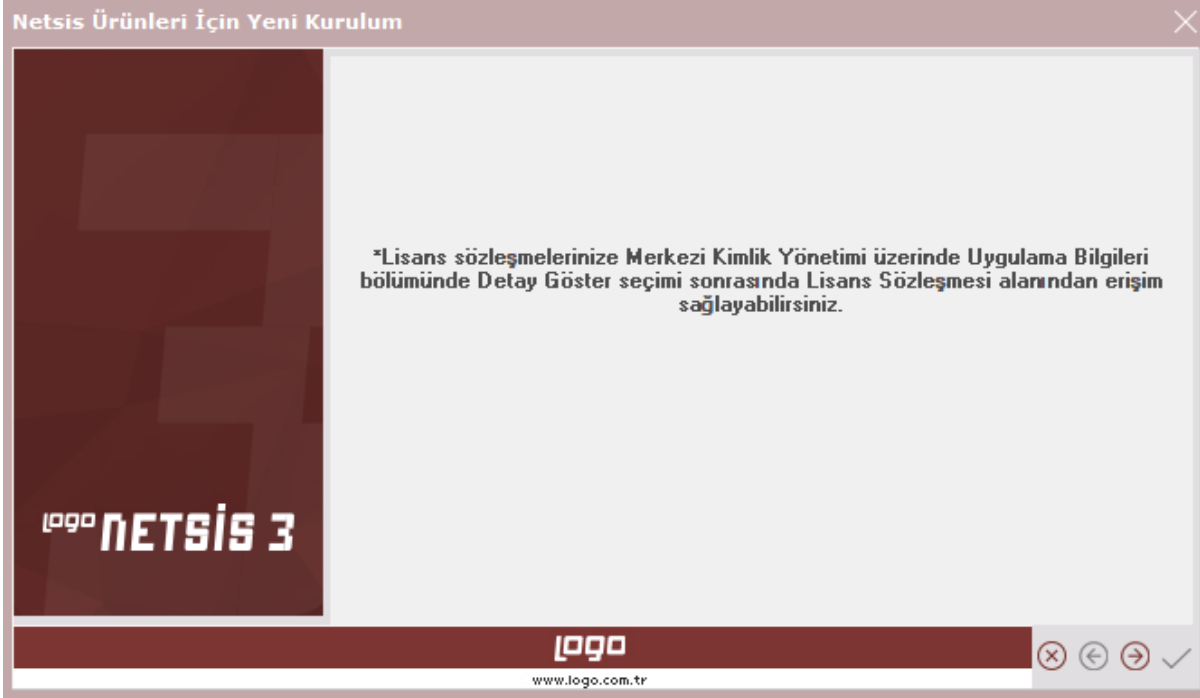 Netsis Ürünleri İçin Yeni Kurulum
*Lisans sözleşmelerinize Merkezi Kimlik Yönetimi üzerinde Uygulama Bilgileri
bölümünde Detay Göster seçimi sonrasında Lisans Sözleşmesi alanından erişim
sağlayabilirsiniz.
LOGO NETSİS 3
LOGO
www.logo.com.tr